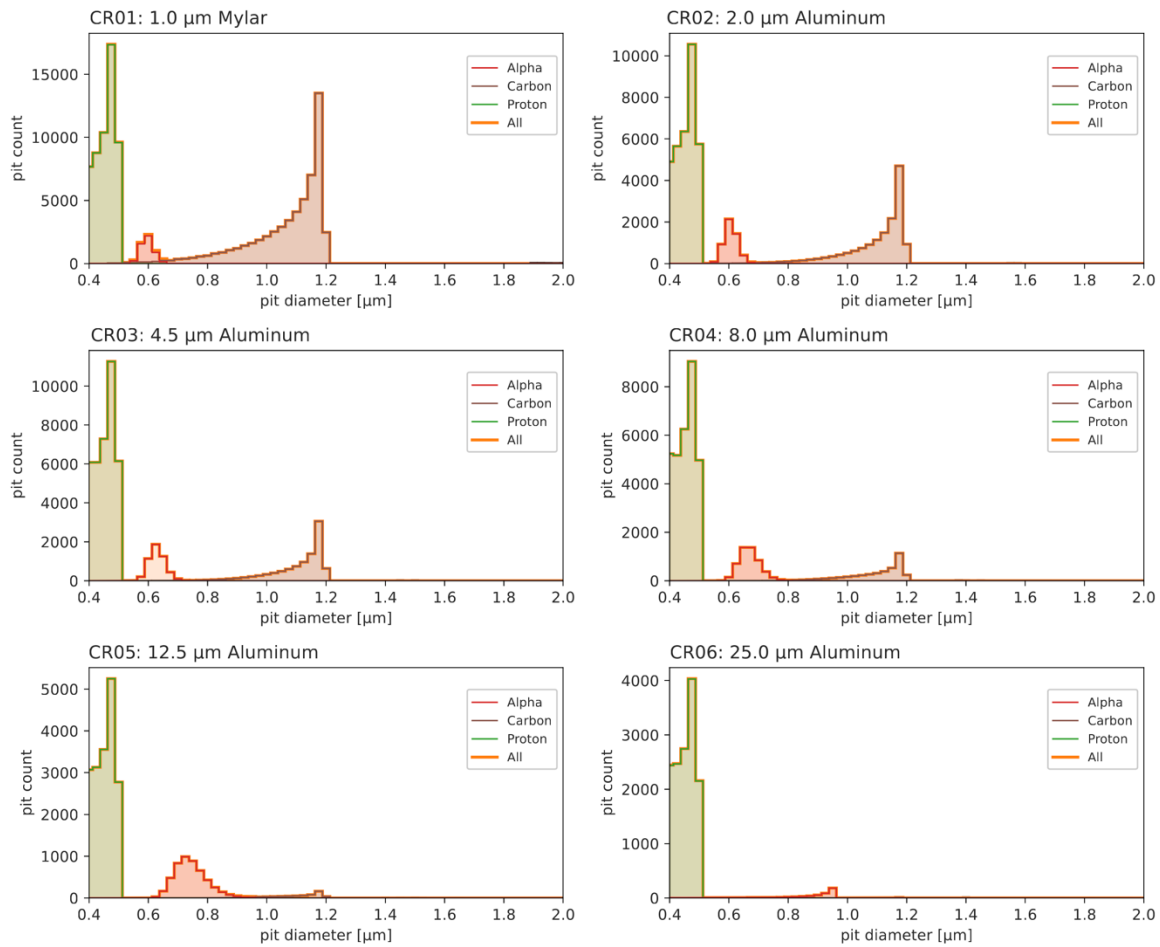 CR01: 1.0 μm Mylar
pit count
15000
10000
5000
0
0.4 0.6 0.8 1.0 1.2 1.4 1.6 1.8 2.0
pit diameter [μm]
Alpha
Carbon
Proton
All
CR02: 2.0 μm Aluminum
pit count
10000
8000
6000
4000
2000
0
0.4 0.6 0.8 1.0 1.2 1.4 1.6 1.8 2.0
pit diameter [μm]
Alpha
Carbon
Proton
All
CR03: 4.5 μm Aluminum
pit count
10000
8000
6000
4000
2000
0
0.4 0.6 0.8 1.0 1.2 1.4 1.6 1.8 2.0
pit diameter [μm]
Alpha
Carbon
Proton
All
CR04: 8.0 μm Aluminum
pit count
8000
6000
4000
2000
0
0.4 0.6 0.8 1.0 1.2 1.4 1.6 1.8 2.0
pit diameter [μm]
Alpha
Carbon
Proton
All
CR05: 12.5 μm Aluminum
pit count
5000
4000
3000
2000
1000
0
0.4 0.6 0.8 1.0 1.2 1.4 1.6 1.8 2.0
pit diameter [μm]
Alpha
Carbon
Proton
All
CR06: 25.0 μm Aluminum
pit count
4000
3000
2000
1000
0
0.4 0.6 0.8 1.0 1.2 1.4 1.6 1.8 2.0
pit diameter [μm]
Alpha
Carbon
Proton
All